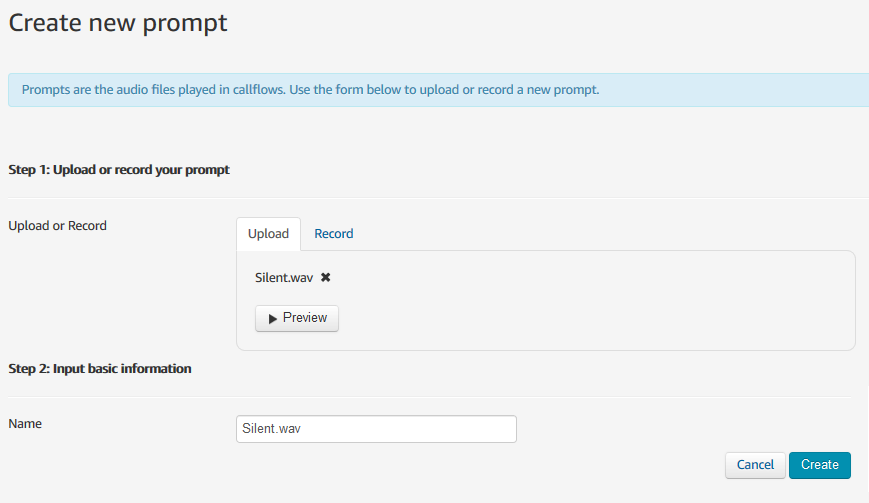 Create new prompt
Prompts are the audio files played in callflows. Use the form below to upload or record a new prompt.
Step 1: Upload or record your prompt
Upload or Record
Upload
Record
Silent.wav ✖
▶ Preview
Step 2: Input basic information
Name
Silent.wav
Cancel
Create